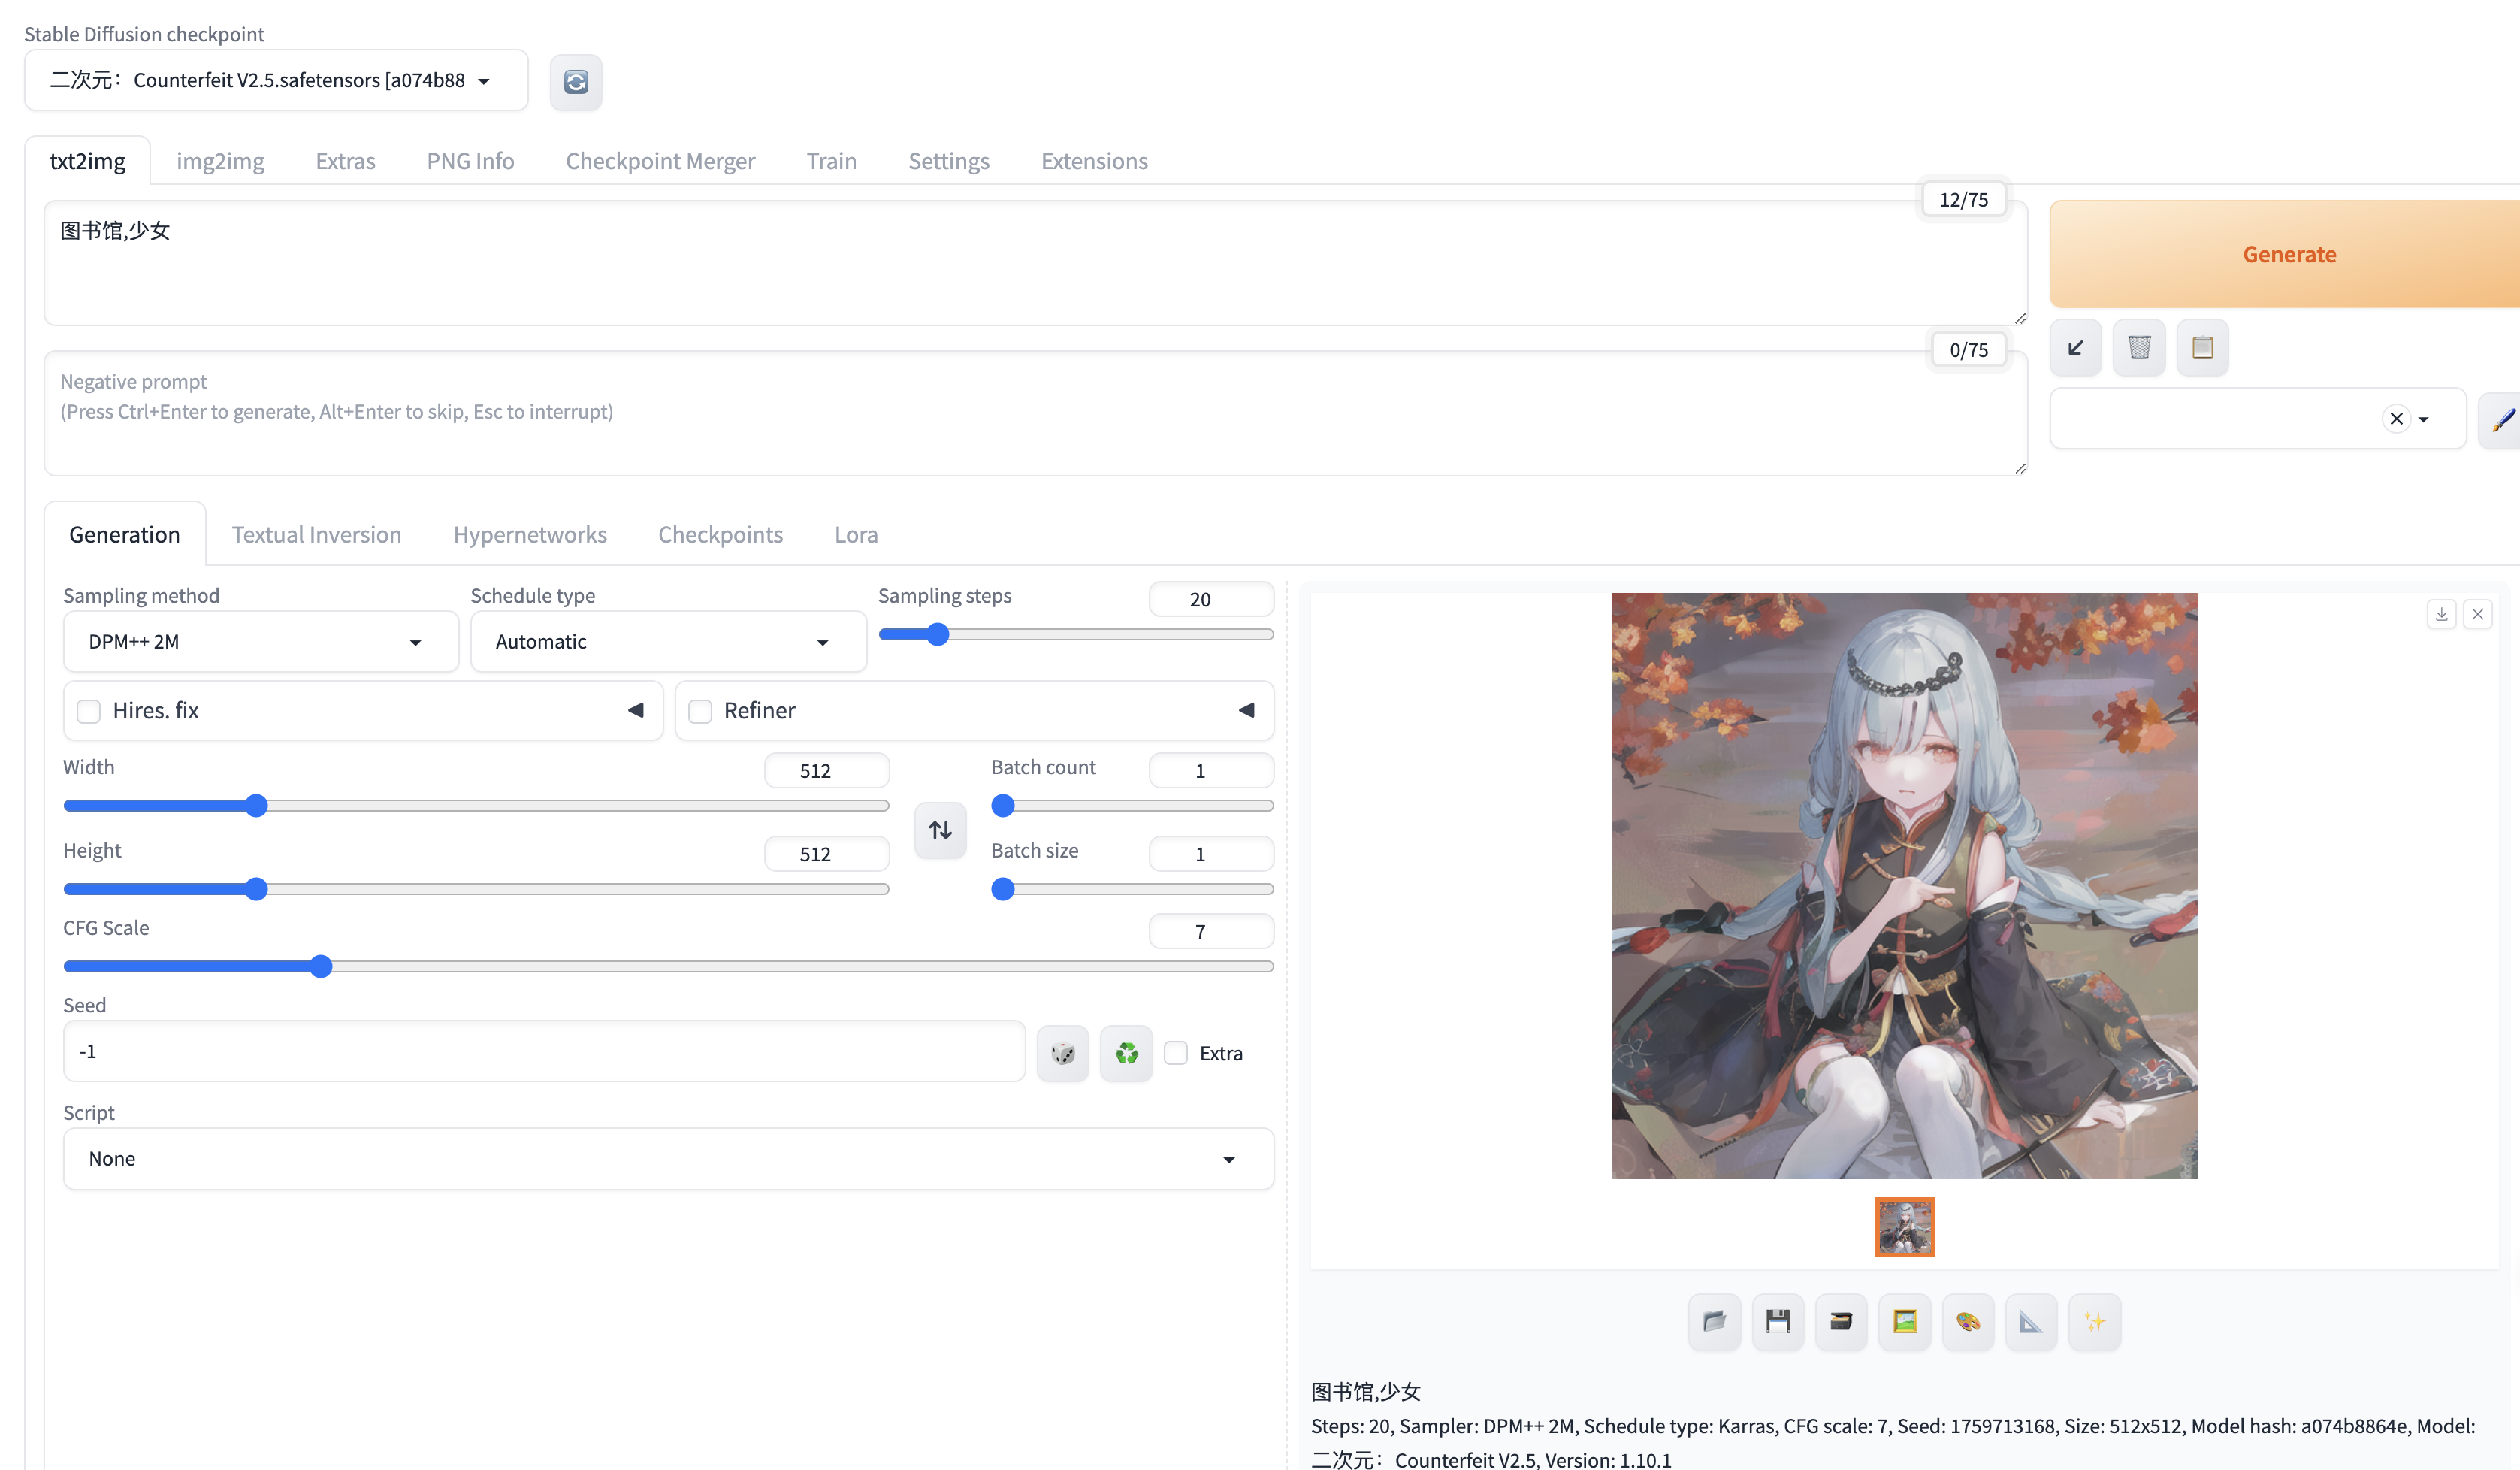 Stable Diffusion checkpoint
二次元：Counterfeit V2.5.safetensors [a074b88
txt2img img2img Extras PNG Info Checkpoint Merger Train Settings Extensions
12/75
图书馆,少女
Generate
0/75
Negative prompt
(Press Ctrl+Enter to generate, Alt+Enter to skip, Esc to interrupt)
Generation Textual Inversion Hypernetworks Checkpoints Lora
Sampling method Schedule type Sampling steps 20
DPM++ 2M Automatic
Hires. fix Refiner
Width 512 Batch count 1
Height 512 Batch size 1
CFG Scale 7
Seed
-1 Extra
Script
None
图书馆,少女
Steps: 20, Sampler: DPM++ 2M, Schedule type: Karras, CFG scale: 7, Seed: 1759713168, Size: 512x512, Model hash: a074b8864e, Model:
二次元：Counterfeit V2.5, Version: 1.10.1